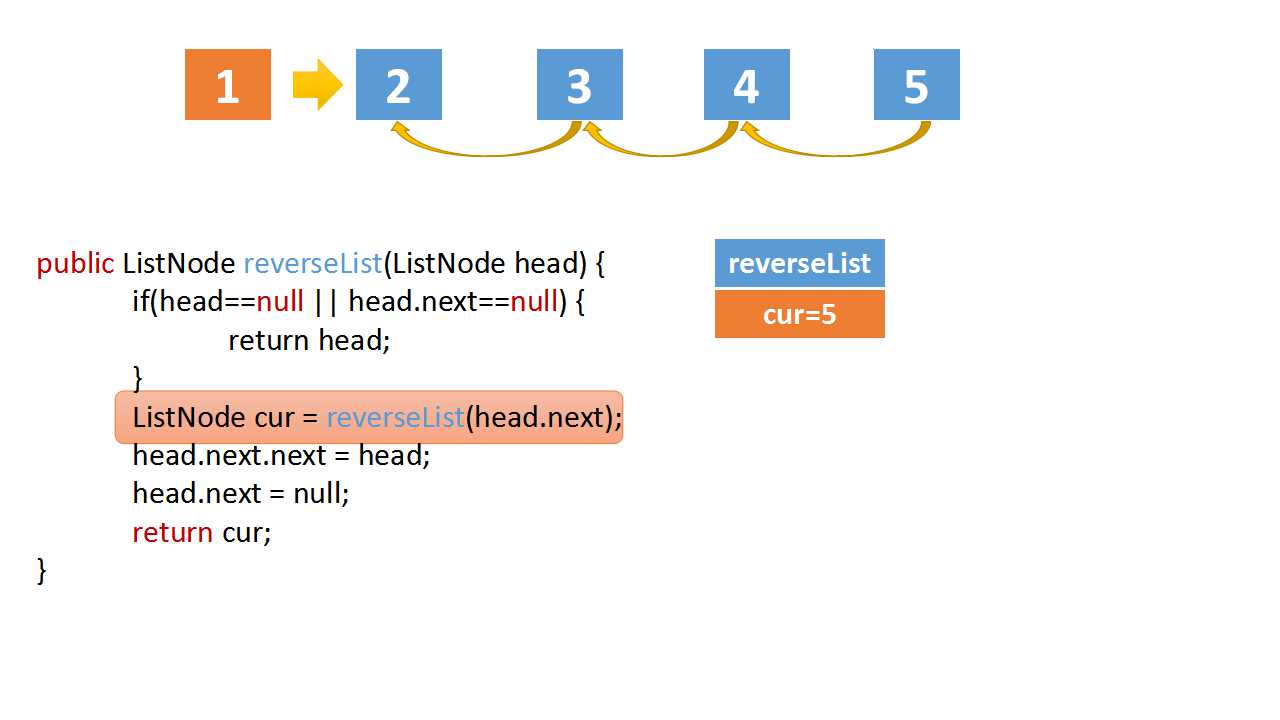 1 2 3 4 5
public ListNode reverseList(ListNode head) {
if(head==null || head.next==null) {
return head;
}
ListNode cur = reverseList(head.next);
head.next.next = head;
head.next = null;
return cur;
}
reverseList
cur=5